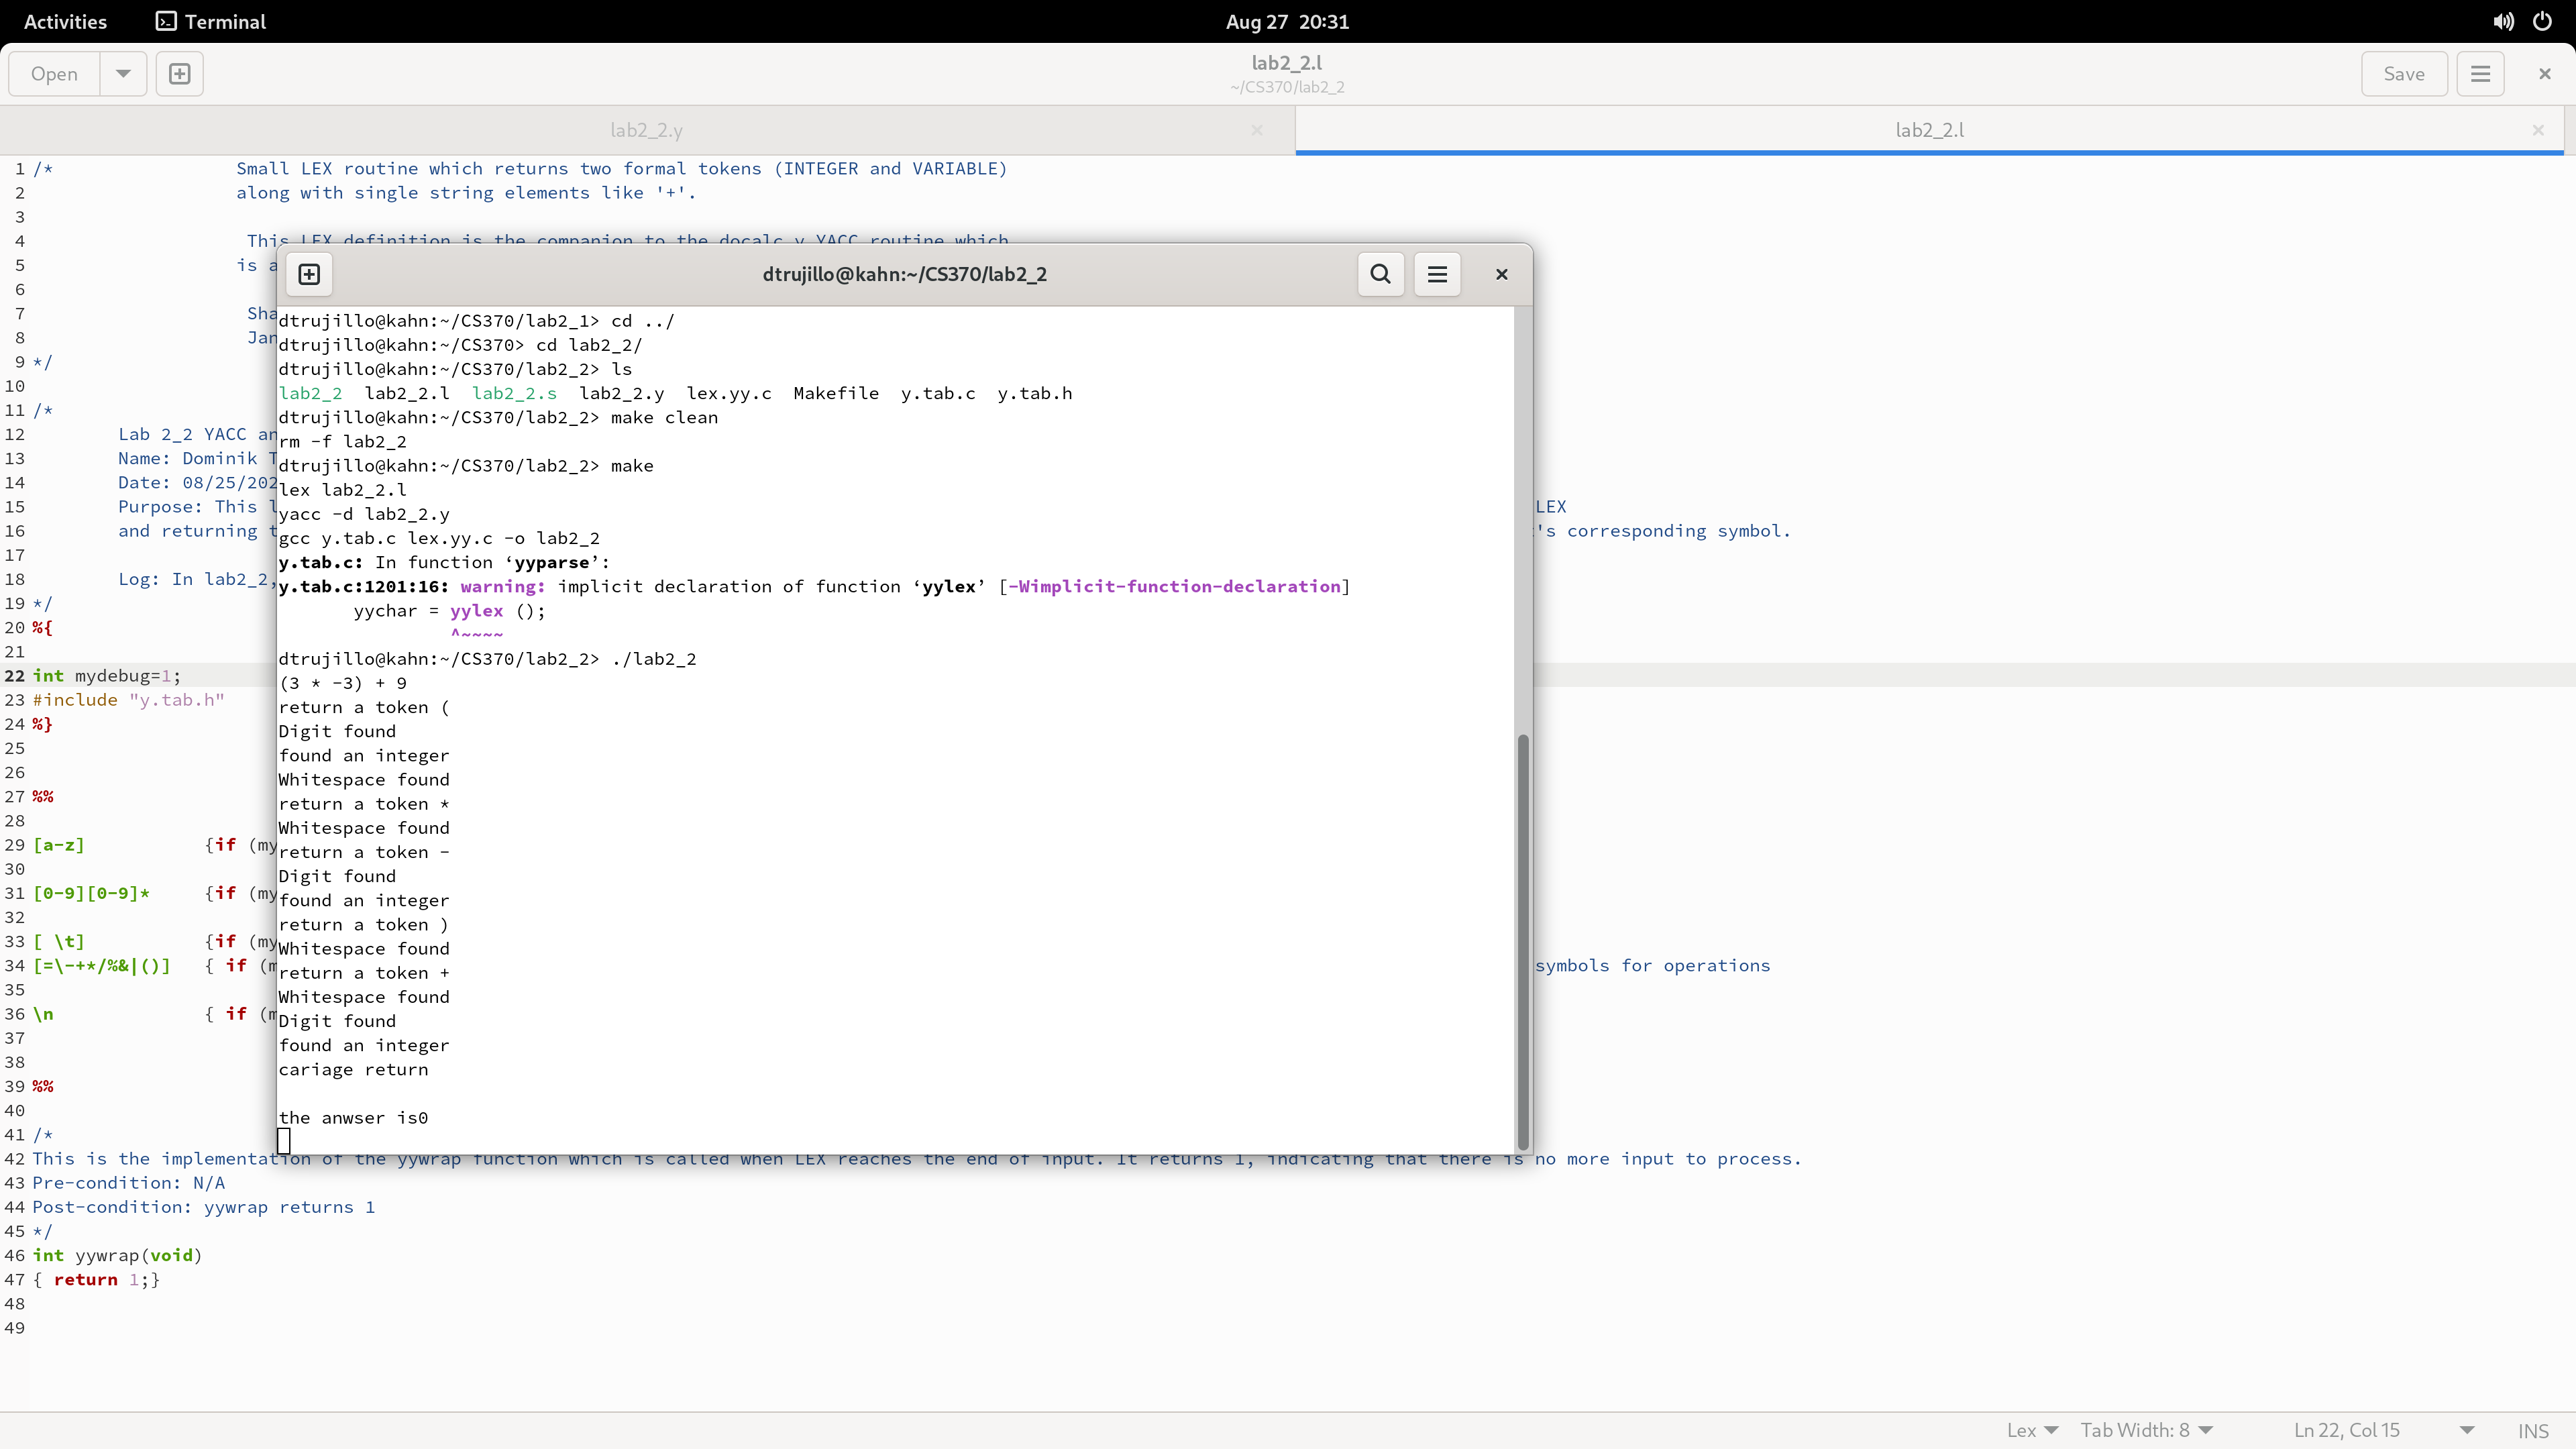 Activities Terminal Aug 27 20:31
Open lab2_2.l Save
~/CS370/lab2_2
lab2_2.y lab2_2.l
1 /* Small LEX routine which returns two formal tokens (INTEGER and VARIABLE)
2 along with single string elements like '+'.
3
4 This LEX definition is the companion to the docalc.y YACC routine which
5 is a
6
7 Sha
8 Jan
9 */
10
11 /*
12 Lab 2_2 YACC an
13 Name: Dominik T
14 Date: 08/25/202
15 Purpose: This l LEX
16 and returning t 's corresponding symbol.
17
18 Log: In lab2_2,
19 */
20 %{
21
22 int mydebug=1;
23 #include "y.tab.h"
24 %}
25
26
27 %%
28
29 [a-z] {if (my
30
31 [0-9][0-9]* {if (my
32
33 [ \t] {if (my
34 [=\-+*/%&|()] { if (m symbols for operations
35
36 \n { if (m
37
38
39 %%
40
41 /*
42 This is the implementation of the yywrap function which is called when LEX reaches the end of input. It returns 1, indicating that there is no more input to process.
43 Pre-condition: N/A
44 Post-condition: yywrap returns 1
45 */
46 int yywrap(void)
47 { return 1;}
48
49
dtrujillo@kahn:~/CS370/lab2_2
dtrujillo@kahn:~/CS370/lab2_1> cd ../
dtrujillo@kahn:~/CS370> cd lab2_2/
dtrujillo@kahn:~/CS370/lab2_2> ls
lab2_2 lab2_2.l lab2_2.s lab2_2.y lex.yy.c Makefile y.tab.c y.tab.h
dtrujillo@kahn:~/CS370/lab2_2> make clean
rm -f lab2_2
dtrujillo@kahn:~/CS370/lab2_2> make
lex lab2_2.l
yacc -d lab2_2.y
gcc y.tab.c lex.yy.c -o lab2_2
y.tab.c: In function ‘yyparse’:
y.tab.c:1201:16: warning: implicit declaration of function ‘yylex’ [-Wimplicit-function-declaration]
yychar = yylex ();
^~~~~
dtrujillo@kahn:~/CS370/lab2_2> ./lab2_2
(3 * -3) + 9
return a token (
Digit found
found an integer
Whitespace found
return a token *
Whitespace found
return a token -
Digit found
found an integer
return a token )
Whitespace found
return a token +
Whitespace found
Digit found
found an integer
cariage return

the anwser is0
Lex Tab Width: 8 Ln 22, Col 15 INS